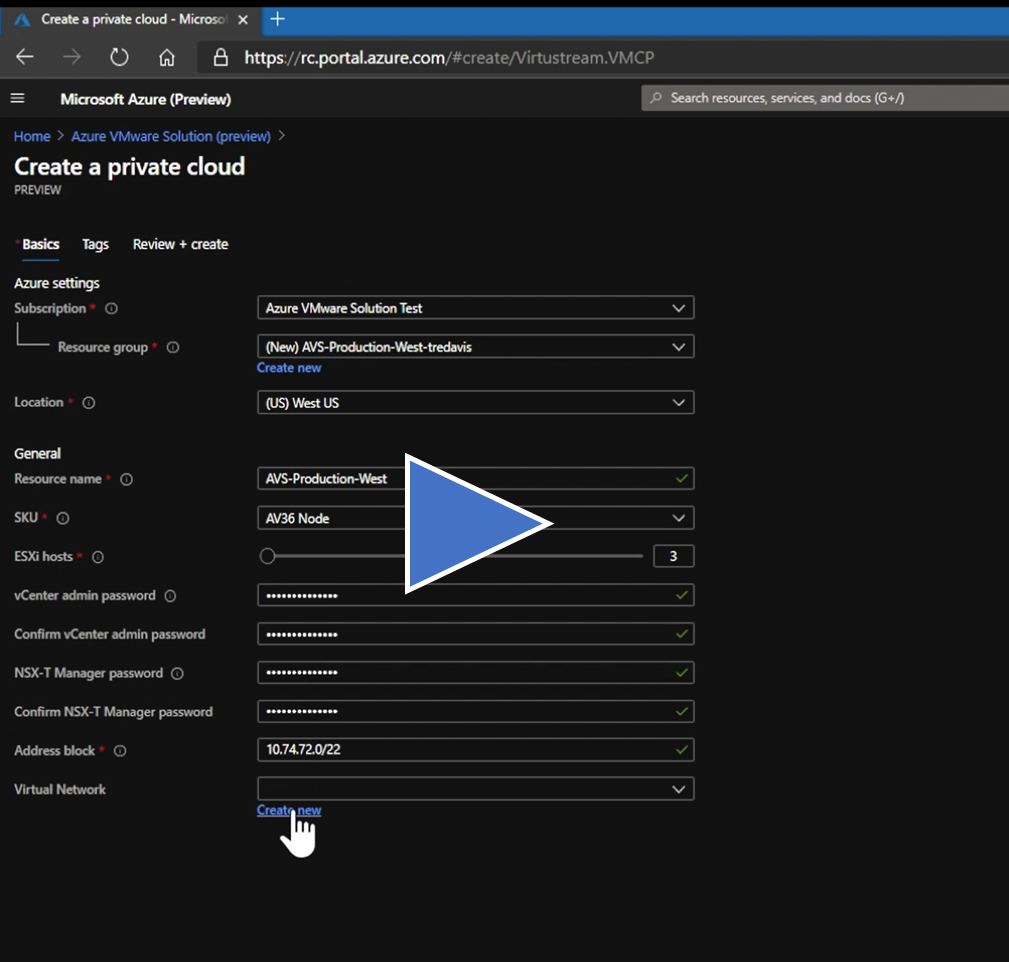 Create a private cloud - Microso
https://rc.portal.azure.com/#create/Virtustream.VMCP
Microsoft Azure (Preview)
Search resources, services, and docs (G+/)
Home > Azure VMware Solution (preview) >
Create a private cloud
PREVIEW
* Basics Tags Review + create
Azure settings
Subscription * Azure VMware Solution Test
Resource group * (New) AVS-Production-West-tredavis
Create new
Location * (US) West US
General
Resource name * AVS-Production-West
SKU * AV36 Node
ESXi hosts * 3
vCenter admin password ••••••••••••••
Confirm vCenter admin password ••••••••••••••
NSX-T Manager password ••••••••••••••
Confirm NSX-T Manager password ••••••••••••••
Address block * 10.74.72.0/22
Virtual Network
Create new